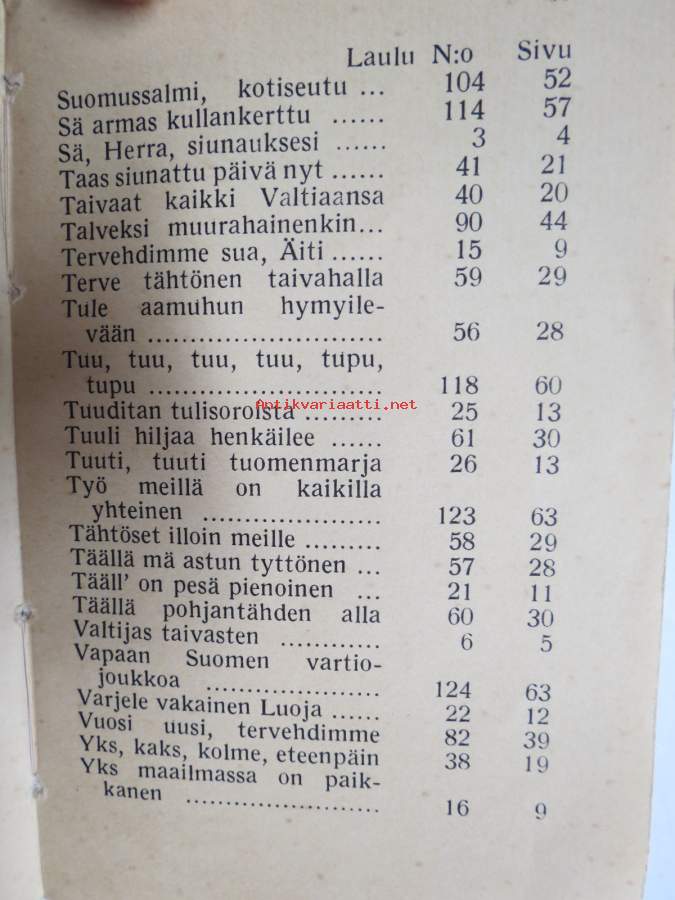 Laulu N:o Sivu
Suomussalmi, kotiseutu ... 104 52
Sä armas kullankerttu ...... 114 57
Sä, Herra, siunauksesi ...... 3 4
Taas siunattu päivä nyt ...... 41 21
Taivaat kaikki Valtiaansa 40 20
Talveksi muurahainenkin... 90 44
Tervehdimme sua, Äiti ...... 15 9
Terve tähtönen taivahalla 59 29
Tule aamuhun hymyile-
vään ........................... 56 28
Tuu, tuu, tuu, tuu, tupu,
tupu ........................... 118 60
Antikvariaatti.net
Tuuditan tulisoroista ......... 25 13
Tuuli hiljaa henkäilee ...... 61 30
Tuuti, tuuti tuomenmarja 26 13
Työ meillä on kaikilla
yhteinen ..................... 123 63
Tähtöset illoin meille ......... 58 29
Täällä mä astun tyttönen ... 57 28
Tääll' on pesä pienoinen ... 21 11
Täällä pohjantähden alla 60 30
Valtijas taivasten ............ 6 5
Vapaan Suomen vartio-
joukkoa ..................... 124 63
Varjele vakainen Luoja ...... 22 12
Vuosi uusi, tervehdimme 82 39
Yks, kaks, kolme, eteenpäin 38 19
Yks maailmassa on paik-
kanen ........................ 16 9